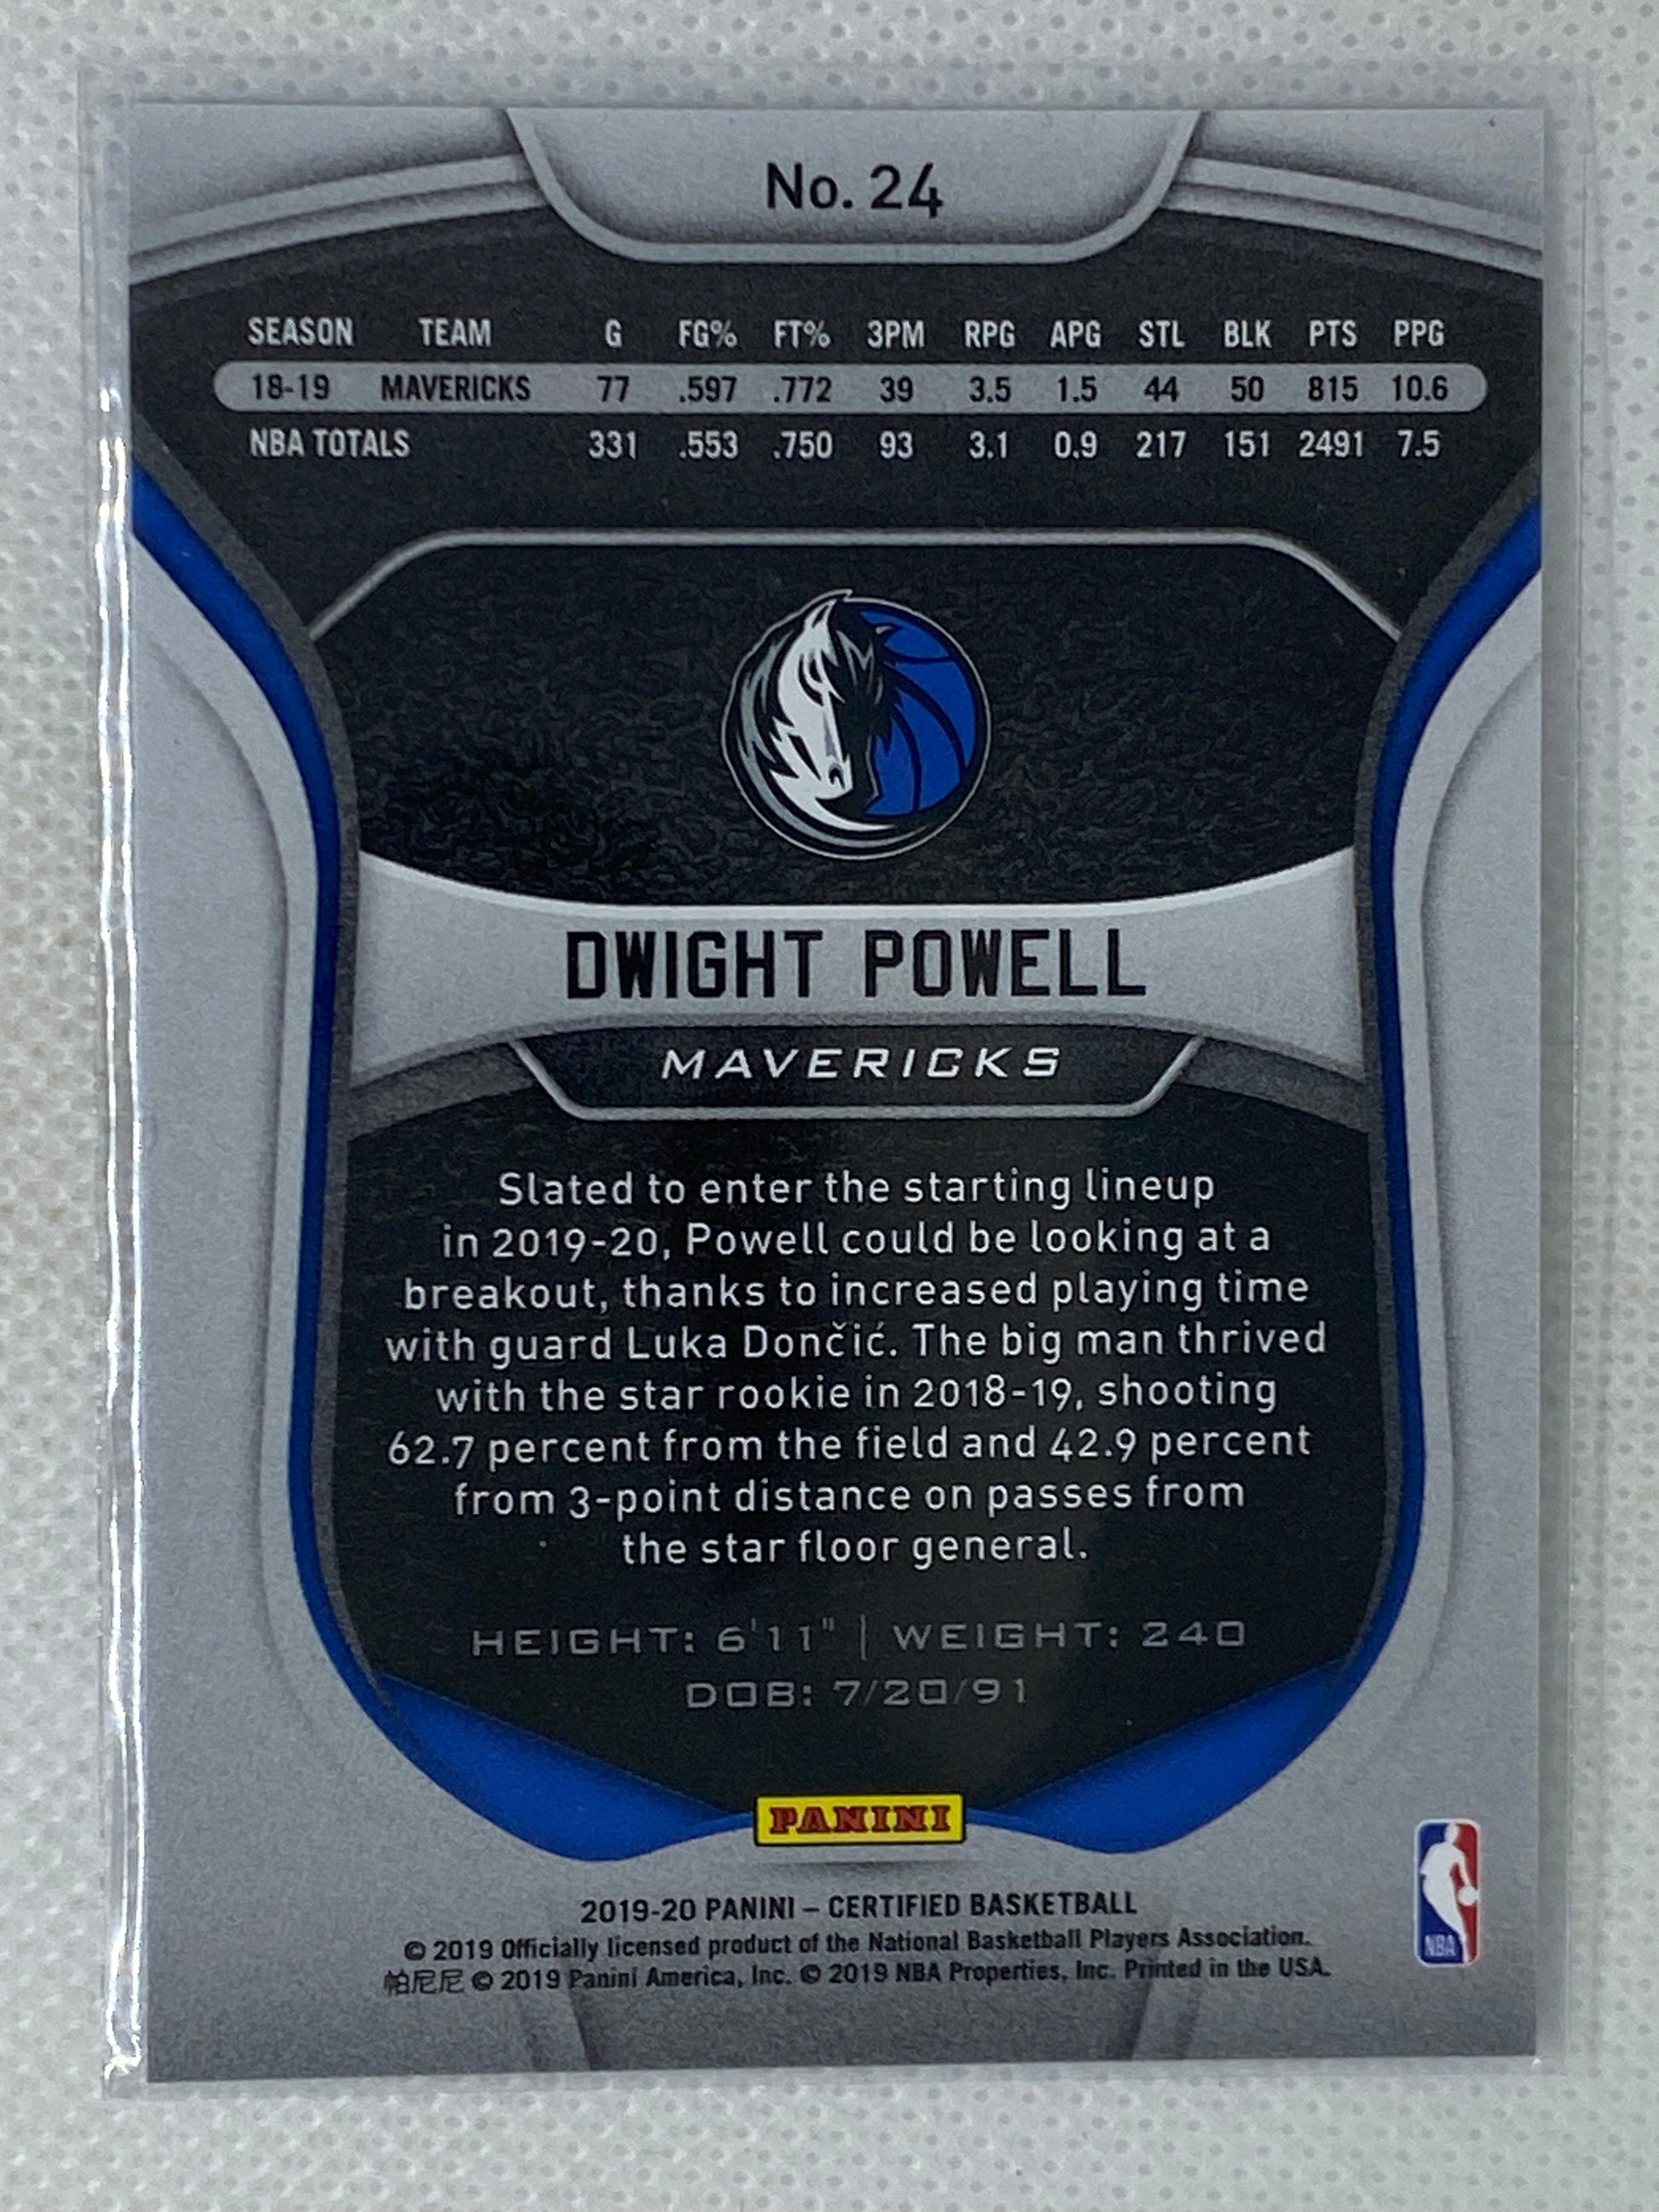 No. 24
SEASON TEAM G FG% FT% 3PM RPG APG STL BLK PTS PPG
18-19 MAVERICKS 77 .597 .772 39 3.5 1.5 44 50 815 10.6
NBA TOTALS 331 .553 .750 93 3.1 0.9 217 151 2491 7.5
DWIGHT POWELL
MAVERICKS
Slated to enter the starting lineup
in 2019-20, Powell could be looking at a
breakout, thanks to increased playing time
with guard Luka Dončić. The big man thrived
with the star rookie in 2018-19, shooting
62.7 percent from the field and 42.9 percent
from 3-point distance on passes from
the star floor general.
HEIGHT: 6'11" | WEIGHT: 240
DOB: 7/20/91
PANINI
2019-20 PANINI – CERTIFIED BASKETBALL
© 2019 Officially licensed product of the National Basketball Players Association.
帕尼尼 © 2019 Panini America, Inc. © 2019 NBA Properties, Inc. Printed in the USA.
NBA